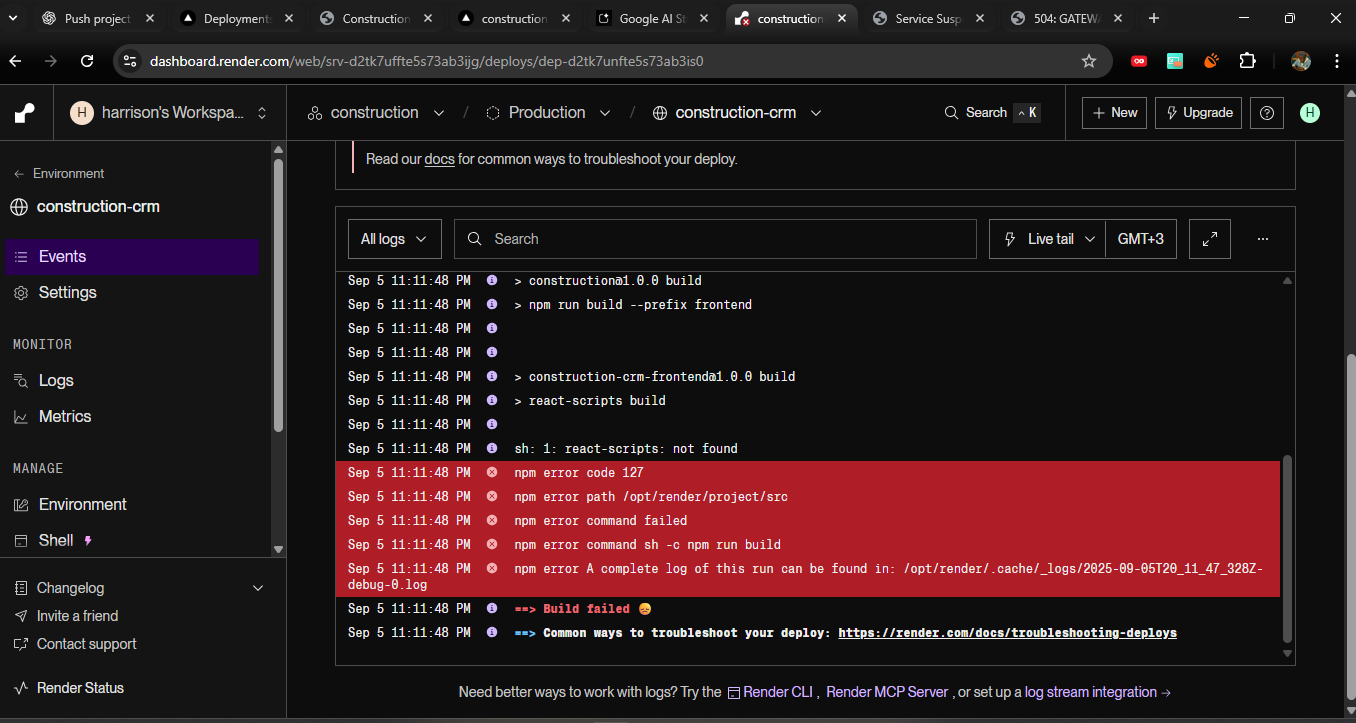 Push project
Deployments
Construction
construction
Google AI St
construction
Service Susp
504: GATEWA
dashboard.render.com/web/srv-d2tk7uffte5s73ab3ijg/deploys/dep-d2tk7unfte5s73ab3is0
H harrison's Workspa...
construction / Production / construction-crm
Search ^ K
+ New
Upgrade
H
← Environment
construction-crm
Events
Settings
MONITOR
Logs
Metrics
MANAGE
Environment
Shell
Changelog
Invite a friend
Contact support
Render Status
Read our docs for common ways to troubleshoot your deploy.
All logs
Search
Live tail
GMT+3
...
Sep 5 11:11:48 PM > construction@1.0.0 build
Sep 5 11:11:48 PM > npm run build --prefix frontend
Sep 5 11:11:48 PM
Sep 5 11:11:48 PM
Sep 5 11:11:48 PM > construction-crm-frontend@1.0.0 build
Sep 5 11:11:48 PM > react-scripts build
Sep 5 11:11:48 PM
Sep 5 11:11:48 PM sh: 1: react-scripts: not found
Sep 5 11:11:48 PM npm error code 127
Sep 5 11:11:48 PM npm error path /opt/render/project/src
Sep 5 11:11:48 PM npm error command failed
Sep 5 11:11:48 PM npm error command sh -c npm run build
Sep 5 11:11:48 PM npm error A complete log of this run can be found in: /opt/render/.cache/_logs/2025-09-05T20_11_47_328Z-
debug-0.log
Sep 5 11:11:48 PM ==> Build failed 😞
Sep 5 11:11:48 PM ==> Common ways to troubleshoot your deploy: https://render.com/docs/troubleshooting-deploys
Need better ways to work with logs? Try the Render CLI , Render MCP Server , or set up a log stream integration →